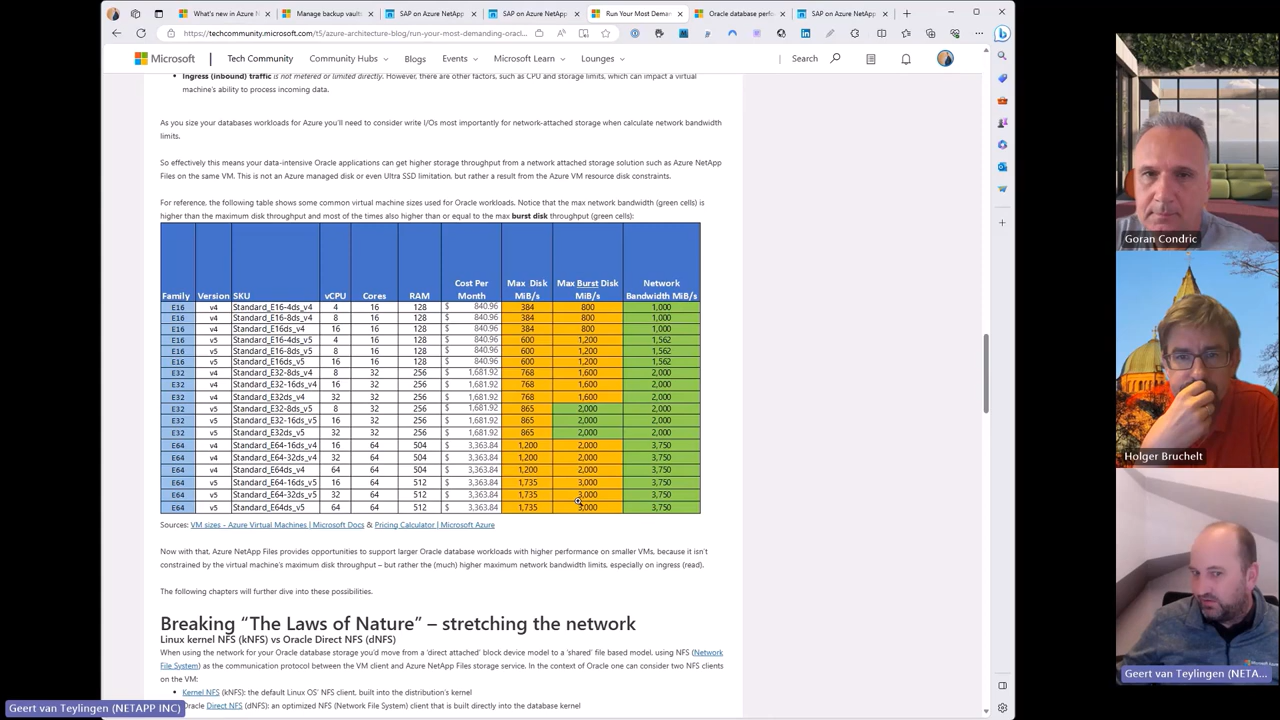 What's new in Azure N
Manage backup vault
SAP on Azure NetApp
SAP on Azure NetApp
Run Your Most Deman
Oracle database perf
SAP on Azure NetApp
https://techcommunity.microsoft.com/t5/azure-architecture-blog/run-your-most-demanding-orac...
Microsoft
Tech Community
Community Hubs
Blogs
Events
Microsoft Learn
Lounges
Search
• Ingress (inbound) traffic is not metered or limited directly. However, there are other factors, such as CPU and storage limits, which can impact a virtual
machine's ability to process incoming data.
As you size your databases workloads for Azure you'll need to consider write I/Os most importantly for network-attached storage when calculate network bandwidth
limits.
So effectively this means your data-intensive Oracle applications can get higher storage throughput from a network attached storage solution such as Azure NetApp
Files on the same VM. This is not an Azure managed disk or even Ultra SSD limitation, but rather a result from the Azure VM resource disk constraints.
For reference, the following table shows some common virtual machine sizes used for Oracle workloads. Notice that the max network bandwidth (green cells) is
higher than the maximum disk throughput and most of the times also higher than or equal to the max burst disk throughput (green cells):
Cost Per Max Disk Max Burst Disk Network
Family Version SKU vCPU Cores RAM Month MiB/s MiB/s Bandwidth MiB/s
E16 v4 Standard_E16-4ds_v4 4 16 128 $ 840.96 384 800 1,000
E16 v4 Standard_E16-8ds_v4 8 16 128 $ 840.96 384 800 1,000
E16 v4 Standard_E16ds_v4 16 16 128 $ 840.96 384 800 1,000
E16 v5 Standard_E16-4ds_v5 4 16 128 $ 840.96 600 1,200 1,562
E16 v5 Standard_E16-8ds_v5 8 16 128 $ 840.96 600 1,200 1,562
E16 v5 Standard_E16ds_v5 16 16 128 $ 840.96 600 1,200 1,562
E32 v4 Standard_E32-8ds_v4 8 32 256 $ 1,681.92 768 1,600 2,000
E32 v4 Standard_E32-16ds_v4 16 32 256 $ 1,681.92 768 1,600 2,000
E32 v4 Standard_E32ds_v4 32 32 256 $ 1,681.92 768 1,600 2,000
E32 v5 Standard_E32-8ds_v5 8 32 256 $ 1,681.92 865 2,000 2,000
E32 v5 Standard_E32-16ds_v5 16 32 256 $ 1,681.92 865 2,000 2,000
E32 v5 Standard_E32ds_v5 32 32 256 $ 1,681.92 865 2,000 2,000
E64 v4 Standard_E64-16ds_v4 16 64 504 $ 3,363.84 1,200 2,000 3,750
E64 v4 Standard_E64-32ds_v4 32 64 504 $ 3,363.84 1,200 2,000 3,750
E64 v4 Standard_E64ds_v4 64 64 504 $ 3,363.84 1,200 2,000 3,750
E64 v5 Standard_E64-16ds_v5 16 64 512 $ 3,363.84 1,735 3,000 3,750
E64 v5 Standard_E64-32ds_v5 32 64 512 $ 3,363.84 1,735 3,000 3,750
E64 v5 Standard_E64ds_v5 64 64 512 $ 3,363.84 1,735 3,000 3,750
Sources: VM sizes - Azure Virtual Machines | Microsoft Docs & Pricing Calculator | Microsoft Azure
Now with that, Azure NetApp Files provides opportunities to support larger Oracle database workloads with higher performance on smaller VMs, because it isn't
constrained by the virtual machine's maximum disk throughput – but rather the (much) higher maximum network bandwidth limits, especially on ingress (read).
The following chapters will further dive into these possibilities.
Breaking "The Laws of Nature" – stretching the network
Linux kernel NFS (kNFS) vs Oracle Direct NFS (dNFS)
When using the network for your Oracle database storage you'd move from a 'direct attached' block device model to a 'shared' file based model, using NFS (Network
File System) as the communication protocol between the VM client and Azure NetApp Files storage service. In the context of Oracle one can consider two NFS clients
on the VM:
• Kernel NFS (kNFS): the default Linux OS' NFS client, built into the distribution's kernel
Oracle Direct NFS (dNFS): an optimized NFS (Network File System) client that is built directly into the database kernel
Goran Condric
Holger Bruchelt
Geert van Teylingen (NETA...
Geert van Teylingen (NETAPP INC)